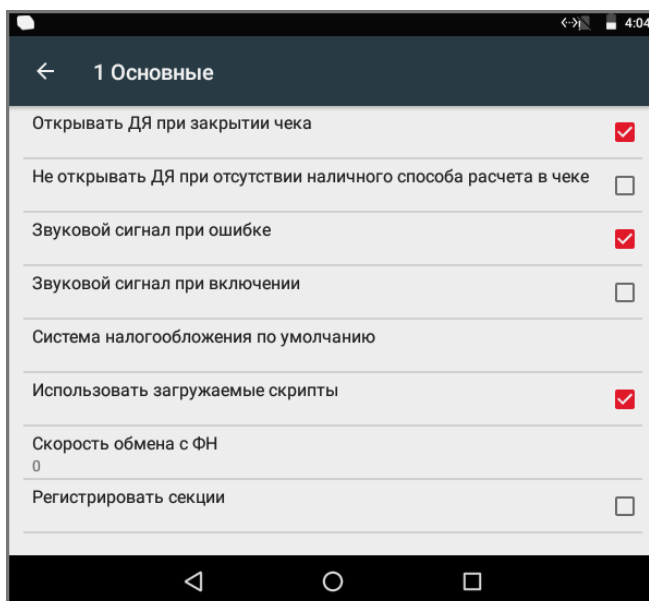 4:04
1 Основные
Открывать ДЯ при закрытии чека
Не открывать ДЯ при отсутствии наличного способа расчета в чеке
Звуковой сигнал при ошибке
Звуковой сигнал при включении
Система налогообложения по умолчанию
Использовать загружаемые скрипты
Скорость обмена с ФН
0
Регистрировать секции